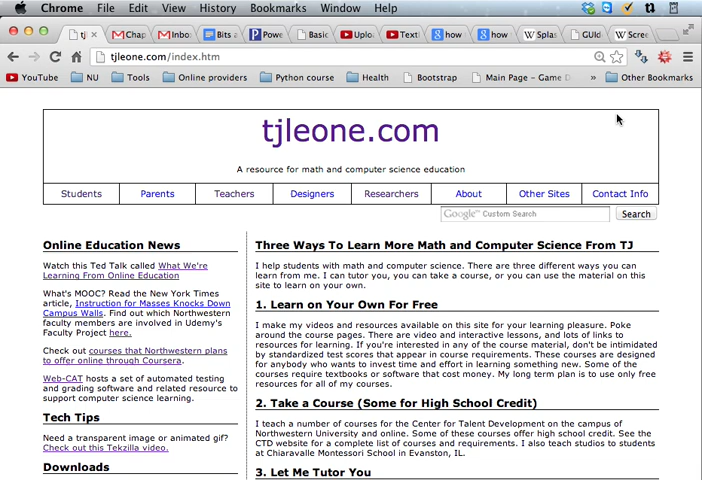 Chrome File Edit View History Bookmarks Window Help
tj Chap Inbo Bits a Pow Basic Uplo Text how how Spla GUId Scre
tjleone.com/index.htm
YouTube NU Tools Online providers Python course Health Bootstrap Main Page - Game D » Other Bookmarks
tjleone.com
A resource for math and computer science education
Students Parents Teachers Designers Researchers About Other Sites Contact Info
Google™ Custom Search Search
Online Education News
Watch this Ted Talk called What We're
Learning From Online Education
What's MOOC? Read the New York Times
article, Instruction for Masses Knocks Down
Campus Walls. Find out which Northwestern
faculty members are involved in Udemy's
Faculty Project here.
Check out courses that Northwestern plans
to offer online through Coursera.
Web-CAT hosts a set of automated testing
and grading software and related resource to
support computer science learning.
Tech Tips
Need a transparent image or animated gif?
Check out this Tekzilla video.
Downloads
Three Ways To Learn More Math and Computer Science From TJ
I help students with math and computer science. There are three different ways you can
learn from me. I can tutor you, you can take a course, or you can use the material on this
site to learn on your own.
1. Learn on Your Own For Free
I make my videos and resources available on this site for your learning pleasure. Poke
around the course pages. There are video and interactive lessons, and lots of links to
resources for learning. If you're interested in any of the course material, don't be intimidated
by standardized test scores that appear in course requirements. These courses are designed
for anybody who wants to invest time and effort in learning something new. Some of the
courses require textbooks or software that cost money. My long term plan is to use only free
resources for all of my courses.
2. Take a Course (Some for High School Credit)
I teach a number of courses for the Center for Talent Development on the campus of
Northwestern University and online. Some of these courses offer high school credit. See the
CTD website for a complete list of courses and requirements. I also teach studios to students
at Chiaravalle Montessori School in Evanston, IL.
3. Let Me Tutor You